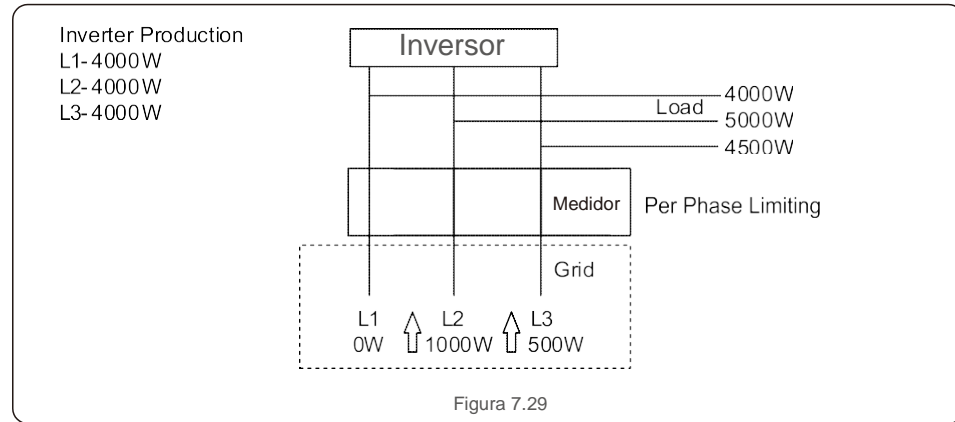 Inverter Production
L1-4000W
L2-4000W
L3-4000W
Inversor
4000W
Load
5000W
4500W
Medidor
Per Phase Limiting
Grid
L1 L2 L3
0W 1000W 500W
Figura 7.29